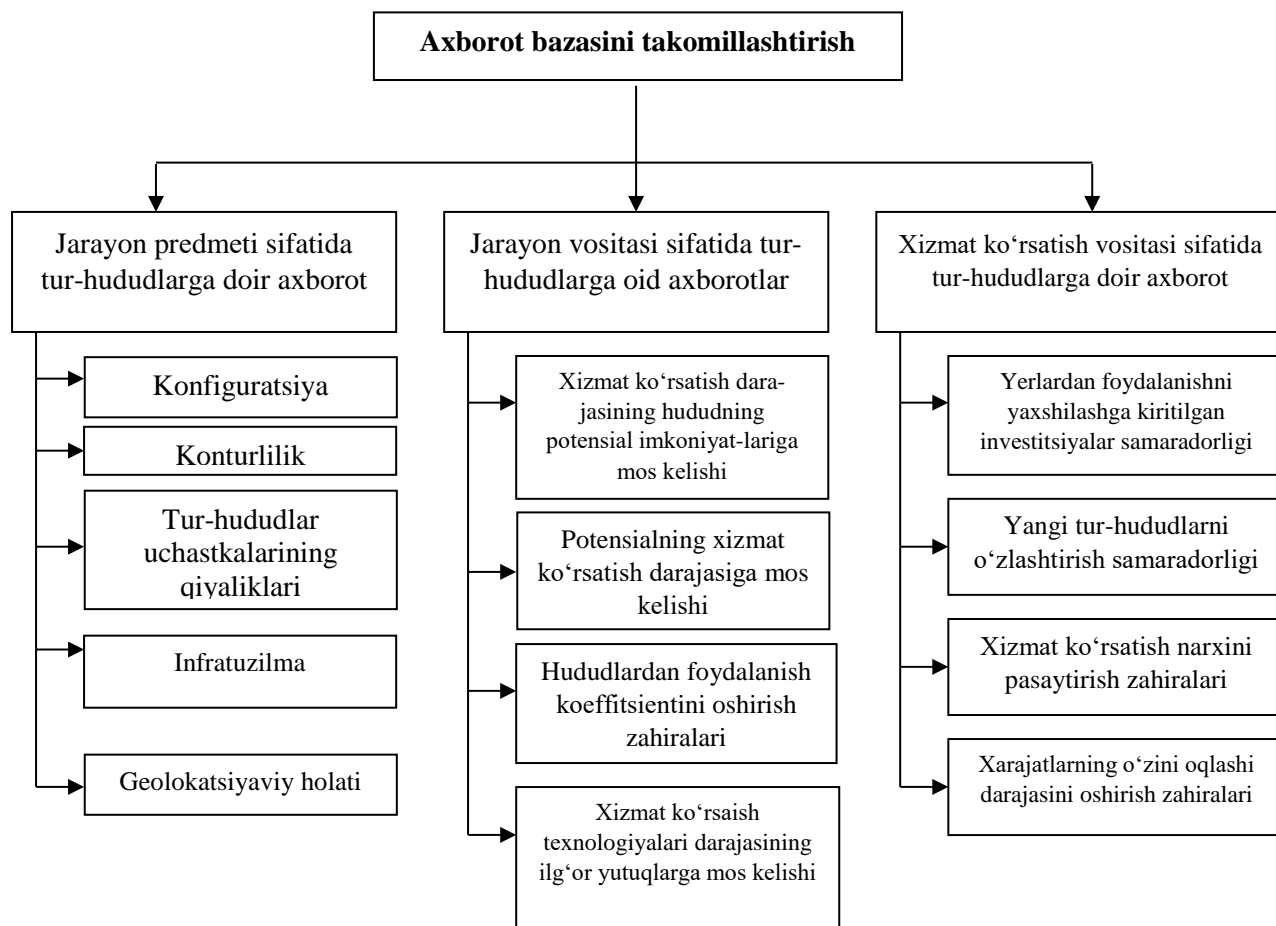 Axborot bazasini takomillashtirish
Jarayon predmeti sifatida
tur-hududlarga doir axborot
Konfiguratsiya
Konturlilik
Tur-hududlar
uchastkalarining
qiyaliklari
Infratuzilma
Geolokatsiyaviy holati
Jarayon vositasi sifatida tur-
hududlarga oid axborotlar
Xizmat ko‘rsatish dara-
jasining hududning
potensial imkoniyat-lariga
mos kelishi
Potensialning xizmat
ko‘rsatish darajasiga mos
kelishi
Hududlardan foydalanish
koeffitsientini oshirish
zahiralari
Xizmat ko‘rsaish
texnologiyalari darajasining
ilg‘or yutuqlarga mos kelishi
Xizmat ko‘rsatish vositasi sifatida
tur-hududlarga doir axborot
Yerlardan foydalanishni
yaxshilashga kiritilgan
investitsiyalar samaradorligi
Yangi tur-hududlarni
o‘zlashtirish samaradorligi
Xizmat ko‘rsatish narxini
pasaytirish zahiralari
Xarajatlarning o‘zini oqlashi
darajasini oshirish zahiralari